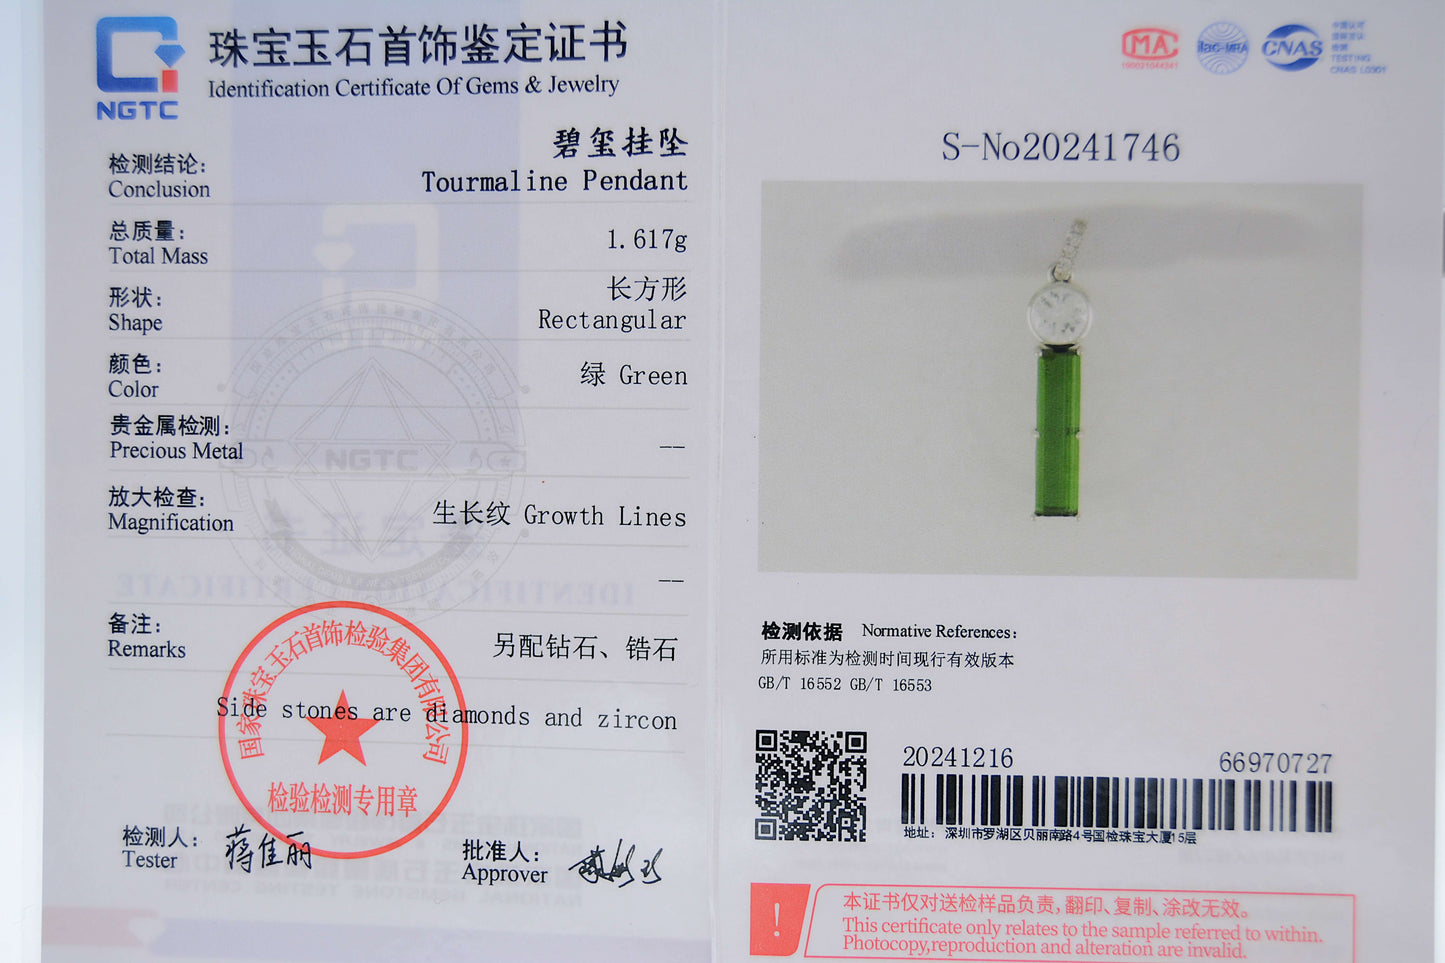 NGTC
珠宝玉石首饰鉴定证书
Identification Certificate Of Gems & Jewelry
检测结论:
Conclusion
碧玺挂坠
Tourmaline Pendant
总质量:
Total Mass
1.617g
形状:
Shape
长方形
Rectangular
颜色:
Color
绿 Green
贵金属检测:
Precious Metal
——
放大检查:
Magnification
生长纹 Growth Lines
——
备注:
Remarks
另配钻石、锆石
Side stones are diamonds and zircon
国家珠宝玉石首饰检验集团有限公司
检验检测专用章
NGTC
检测人:
Tester
蒋佳丽
批准人:
Approver
MA
ilac-MRA
CNAS
TESTING
S-No20241746
检测依据 Normative References:
所用标准为检测时间现行有效版本
GB/T 16552 GB/T 16553
20241216
66970727
地址: 深圳市罗湖区贝丽南路4号国检珠宝大厦15层
!
本证书仅对送检样品负责,翻印、复制、涂改无效。
This certificate only relates to the sample referred to within.
Photocopy,reproduction and alteration are invalid.